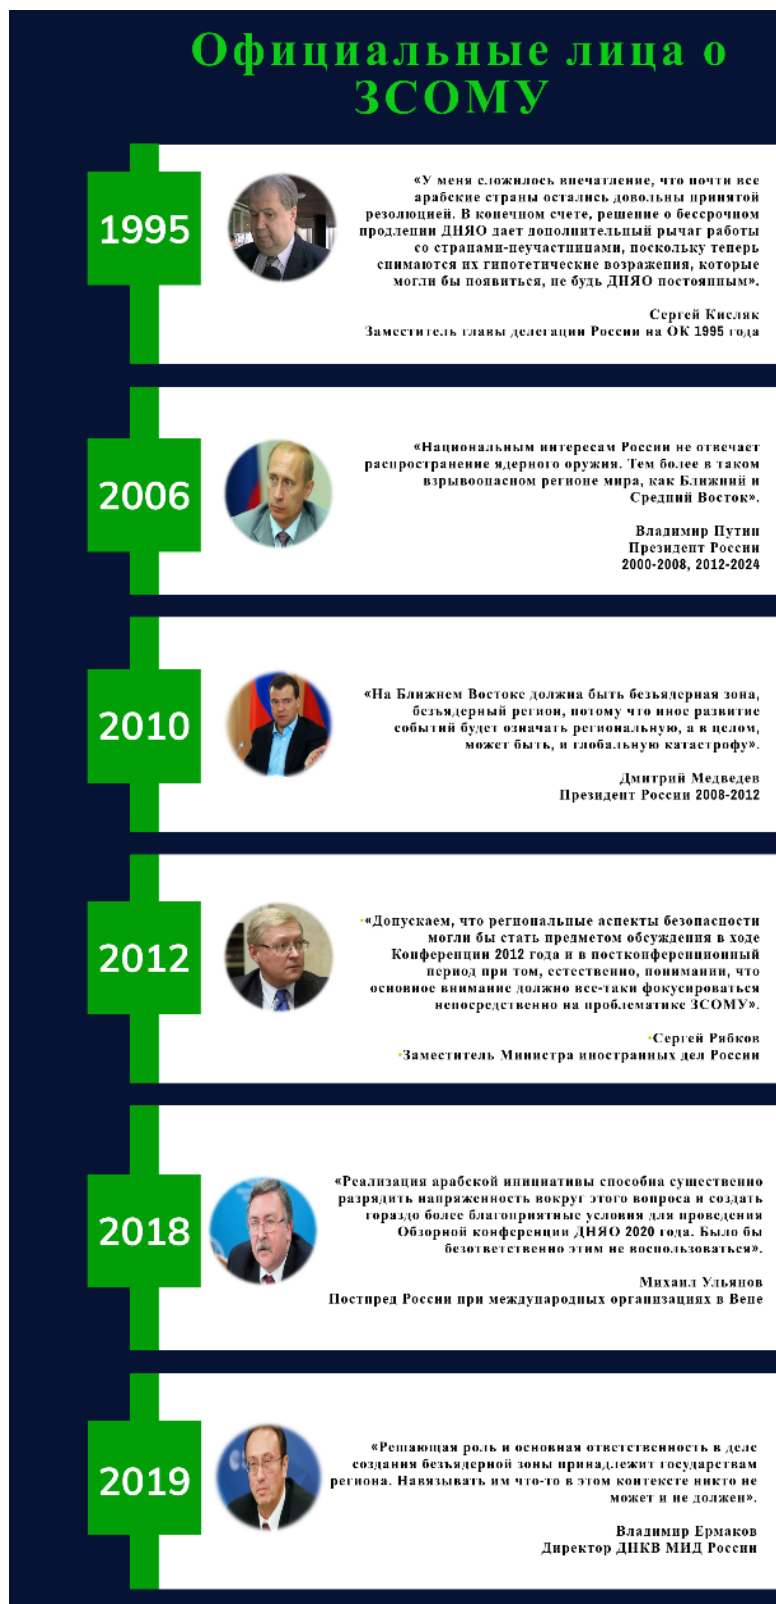 Официальные лица о
ЗСОМУ
1995
«У меня сложилось впечатление, что почти все
арабские страны остались довольны принятой
резолюцией. В конечном счете, решение о бессрочном
продлении ДНЯО дает дополнительный рычаг работы
со странами-неучастницами, поскольку теперь
снимаются их гипотетические возражения, которые
могли бы появиться, не будь ДНЯО постоянным».
Сергей Кисляк
Заместитель главы делегации России на ОК 1995 года
2006
«Национальным интересам России не отвечает
распространение ядерного оружия. Тем более в таком
взрывоопасном регионе мира, как Ближний и
Средний Восток».
Владимир Путин
Президент России
2000-2008, 2012-2024
2010
«На Ближнем Востоке должна быть безъядерная зона,
безъядерный регион, потому что иное развитие
событий будет означать региональную, а в целом,
может быть, и глобальную катастрофу».
Дмитрий Медведев
Президент России 2008-2012
2012
•«Допускаем, что региональные аспекты безопасности
могли бы стать предметом обсуждения в ходе
Конференции 2012 года и в постконференционный
период при том, естественно, понимании, что
основное внимание должно все-таки фокусироваться
непосредственно на проблематике ЗСОМУ».
•Сергей Рябков
•Заместитель Министра иностранных дел России
2018
«Реализация арабской инициативы способна существенно
разрядить напряженность вокруг этого вопроса и создать
гораздо более благоприятные условия для проведения
Обзорной конференции ДНЯО 2020 года. Было бы
безответственно этим не воспользоваться».
Михаил Ульянов
Постпред России при международных организациях в Вене
2019
«Решающая роль и основная ответственность в деле
создания безъядерной зоны принадлежит государствам
региона. Навязывать им что-то в этом контексте никто не
может и не должен».
Владимир Ермаков
Директор ДНКВ МИД России